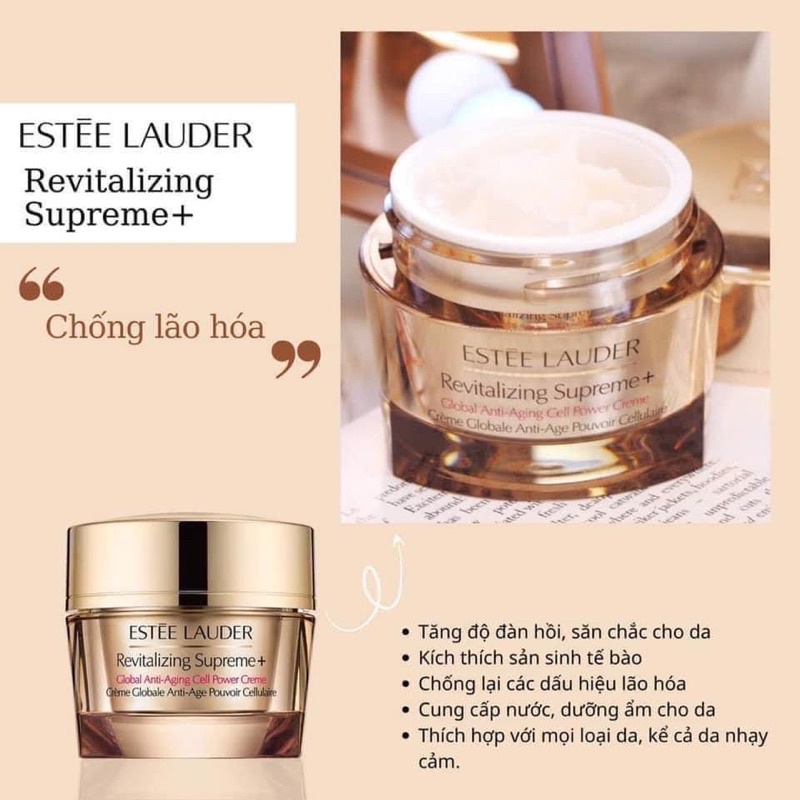 ESTÉE LAUDER
Revitalizing
Supreme+
“
Chống lão hóa
”
ESTĒE LAUDER
Revitalizing Supreme+
Global Anti-Aging Cell Power Creme
Crème Globale Anti-Age Pouvoir Cellulaire
ESTĒE LAUDER
Revitalizing Supreme+
Global Anti-Aging Cell Power Creme
Crème Globale Anti-Age Pouvoir Cellulaire
• Tăng độ đàn hồi, săn chắc cho da
• Kích thích sản sinh tế bào
• Chống lại các dấu hiệu lão hóa
• Cung cấp nước, dưỡng ẩm cho da
• Thích hợp với mọi loại da, kể cả da nhạy
cảm.